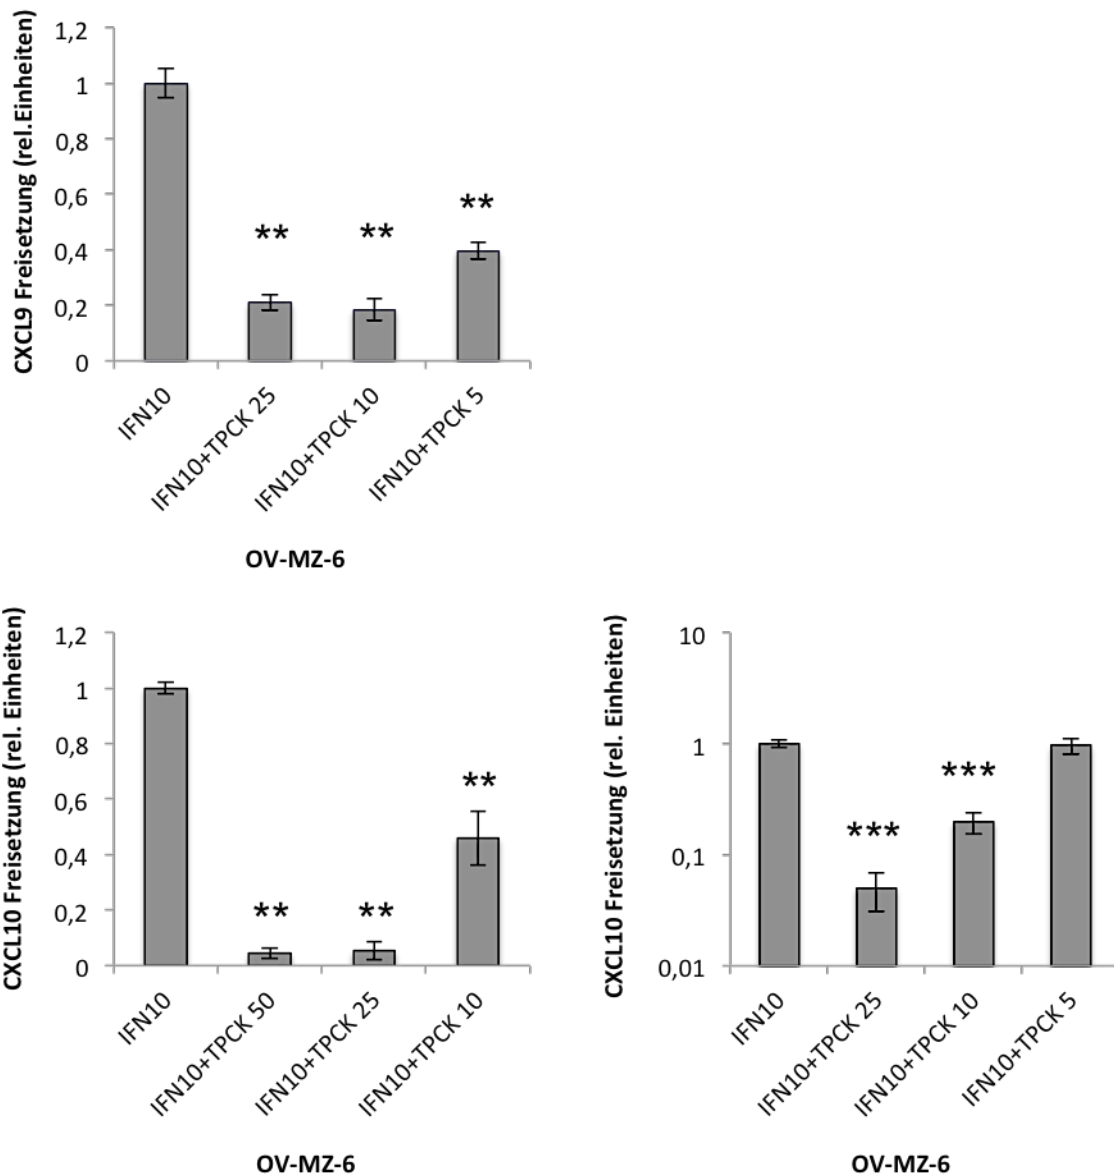 CXCL9 Freisetzung (rel.Einheiten)
1,2
1
0,8
0,6
0,4
0,2
0
**
**
**
IFN10
IFN10+TPCK 25
IFN10+TPCK 10
IFN10+TPCK 5
OV-MZ-6
CXCL10 Freisetzung (rel. Einheiten)
1,2
1
0,8
0,6
0,4
0,2
0
**
**
**
IFN10
IFN10+TPCK 50
IFN10+TPCK 25
IFN10+TPCK 10
OV-MZ-6
CXCL10 Freisetzung (rel. Einheiten)
10
1
0,1
0,01
***
***
IFN10
IFN10+TPCK 25
IFN10+TPCK 10
IFN10+TPCK 5
OV-MZ-6